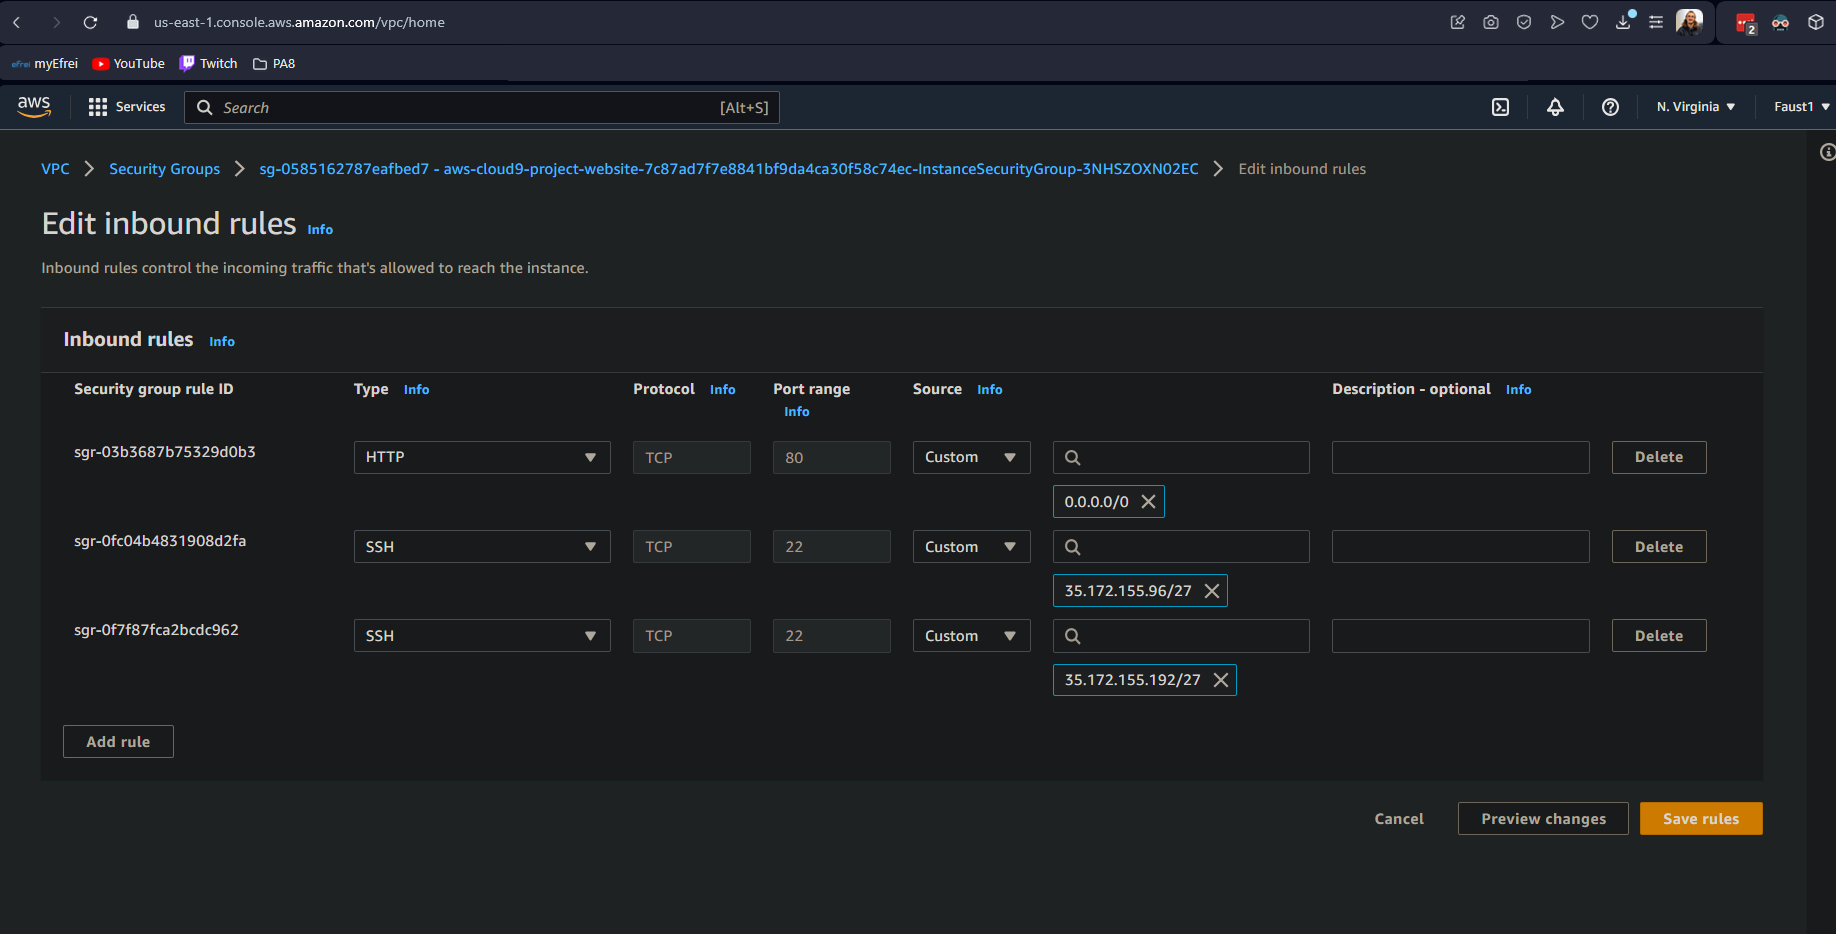 us-east-1.console.aws.amazon.com/vpc/home
2
efrei myEfrei YouTube Twitch PA8
aws Services Search [Alt+S] N. Virginia Faust1
VPC Security Groups sg-0585162787eafbed7 - aws-cloud9-project-website-7c87ad7f7e8841bf9da4ca30f58c74ec-InstanceSecurityGroup-3NHSZOXN02EC Edit inbound rules
Edit inbound rules Info
Inbound rules control the incoming traffic that's allowed to reach the instance.
Inbound rules Info
Security group rule ID Type Info Protocol Info Port range Source Info Description - optional Info
Info
sgr-03b3687b75329d0b3 HTTP TCP 80 Custom Delete
0.0.0.0/0
sgr-0fc04b4831908d2fa SSH TCP 22 Custom Delete
35.172.155.96/27
sgr-0f7f87fca2bcdc962 SSH TCP 22 Custom Delete
35.172.155.192/27
Add rule
Cancel Preview changes Save rules